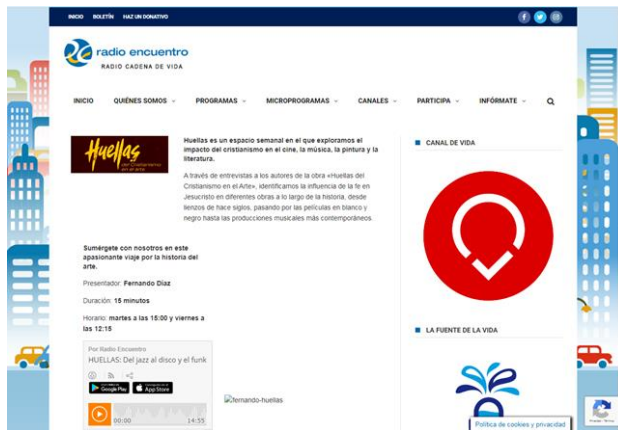 INICIO BOLETÍN HAZ UN DONATIVO
radio encuentro
RADIO CADENA DE VIDA
INICIO QUIÉNES SOMOS PROGRAMAS MICROPROGRAMAS CANALES PARTICIPA INFÓRMATE
Huellas
del Cristianismo
en el arte
Huellas es un espacio semanal en el que exploramos el
impacto del cristianismo en el cine, la música, la pintura y la
literatura.
A través de entrevistas a los autores de la obra «Huellas del
Cristianismo en el Arte», identificamos la influencia de la fe en
Jesucristo en diferentes obras a lo largo de la historia, desde
lienzos de hace siglos, pasando por las películas en blanco y
negro hasta las producciones musicales más contemporáneos.
CANAL DE VIDA
Sumérgete con nosotros en este
apasionante viaje por la historia del
arte.
Presentador: Fernando Díaz
Duración: 15 minutos
Horario: martes a las 15:00 y viernes a
las 12:15
LA FUENTE DE LA VIDA
Por Radio Encuentro
HUELLAS: Del jazz al disco y el funk
Google Play
App Store
00:00 14:55
fernando-huellas
Política de cookies y privacidad